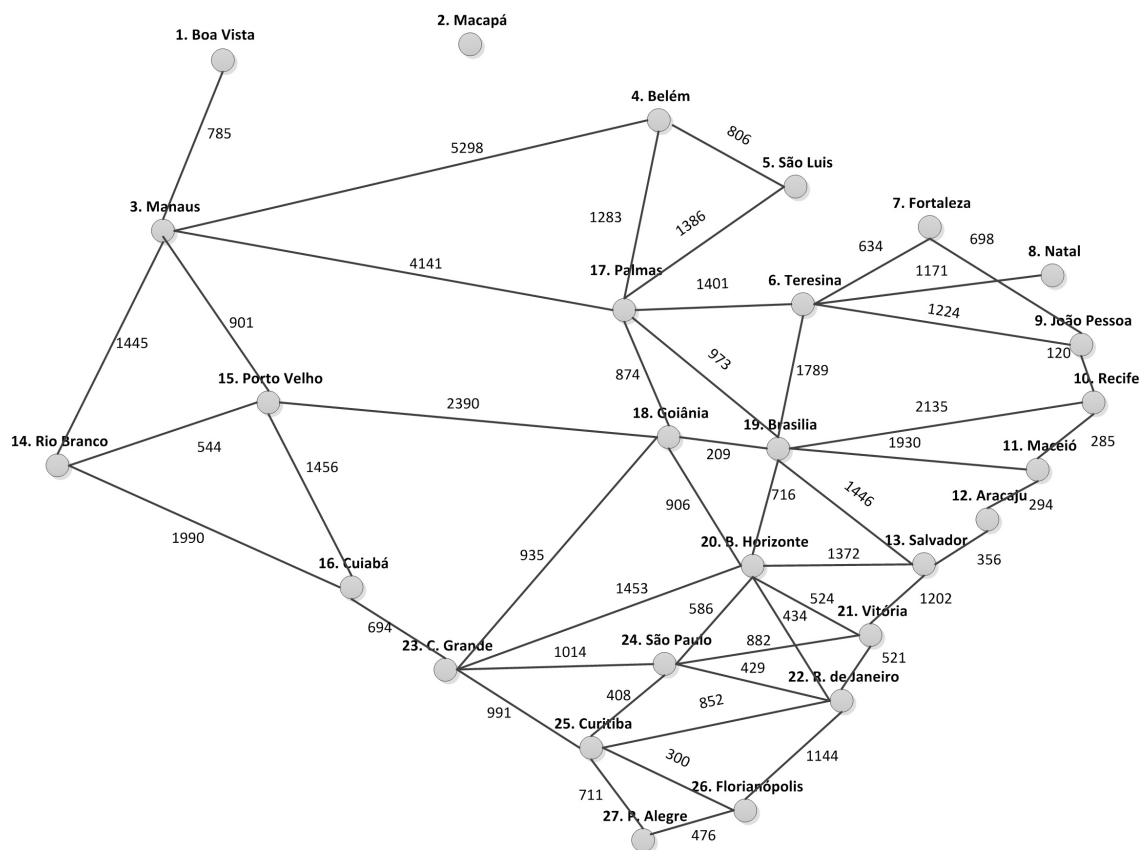 2. Macapá
1. Boa Vista
4. Belém
785
806
5298
5. São Luis
3. Manaus
7. Fortaleza
1283
1386
634
698
8. Natal
4141
17. Palmas
1401
6. Teresina
1171
1224
9. João Pessoa
901
1445
973
120
15. Porto Velho
874
1789
10. Recife
2390
2135
14. Rio Branco
18. Goiânia
19. Brasilia
544
209
1930
285
11. Maceió
1456
716
1446
12. Aracaju
906
294
1990
20. B. Horizonte
13. Salvador
935
1372
356
16. Cuiabá
1453
524
1202
586
434
21. Vitória
694
23. C. Grande
24. São Paulo
882
1014
429
521
22. R. de Janeiro
408
852
991
25. Curitiba
300
1144
26. Florianópolis
711
27. P. Alegre
476